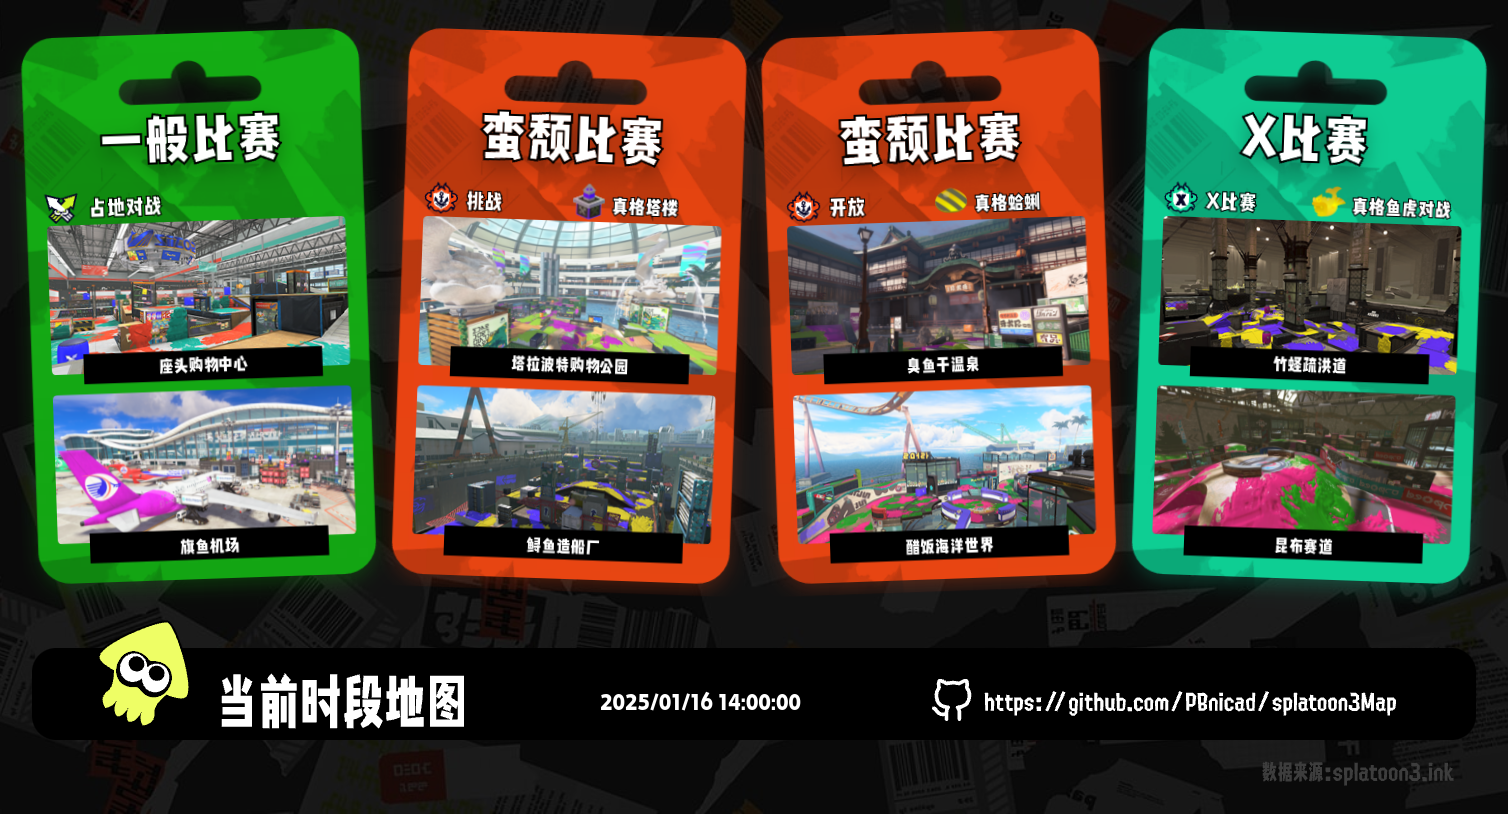 一般比赛
占地对战
座头购物中心
旗鱼机场
蛮颓比赛
挑战
真格塔楼
塔拉波特购物公园
鲟鱼造船厂
蛮颓比赛
开放
真格蛤蜊
臭鱼干温泉
醋饭海洋世界
X比赛
X比赛
真格鱼虎对战
竹蛏疏洪道
昆布赛道
当前时段地图
2025/01/16 14:00:00
https://github.com/PBnicad/splatoon3Map
数据来源:splatoon3.ink